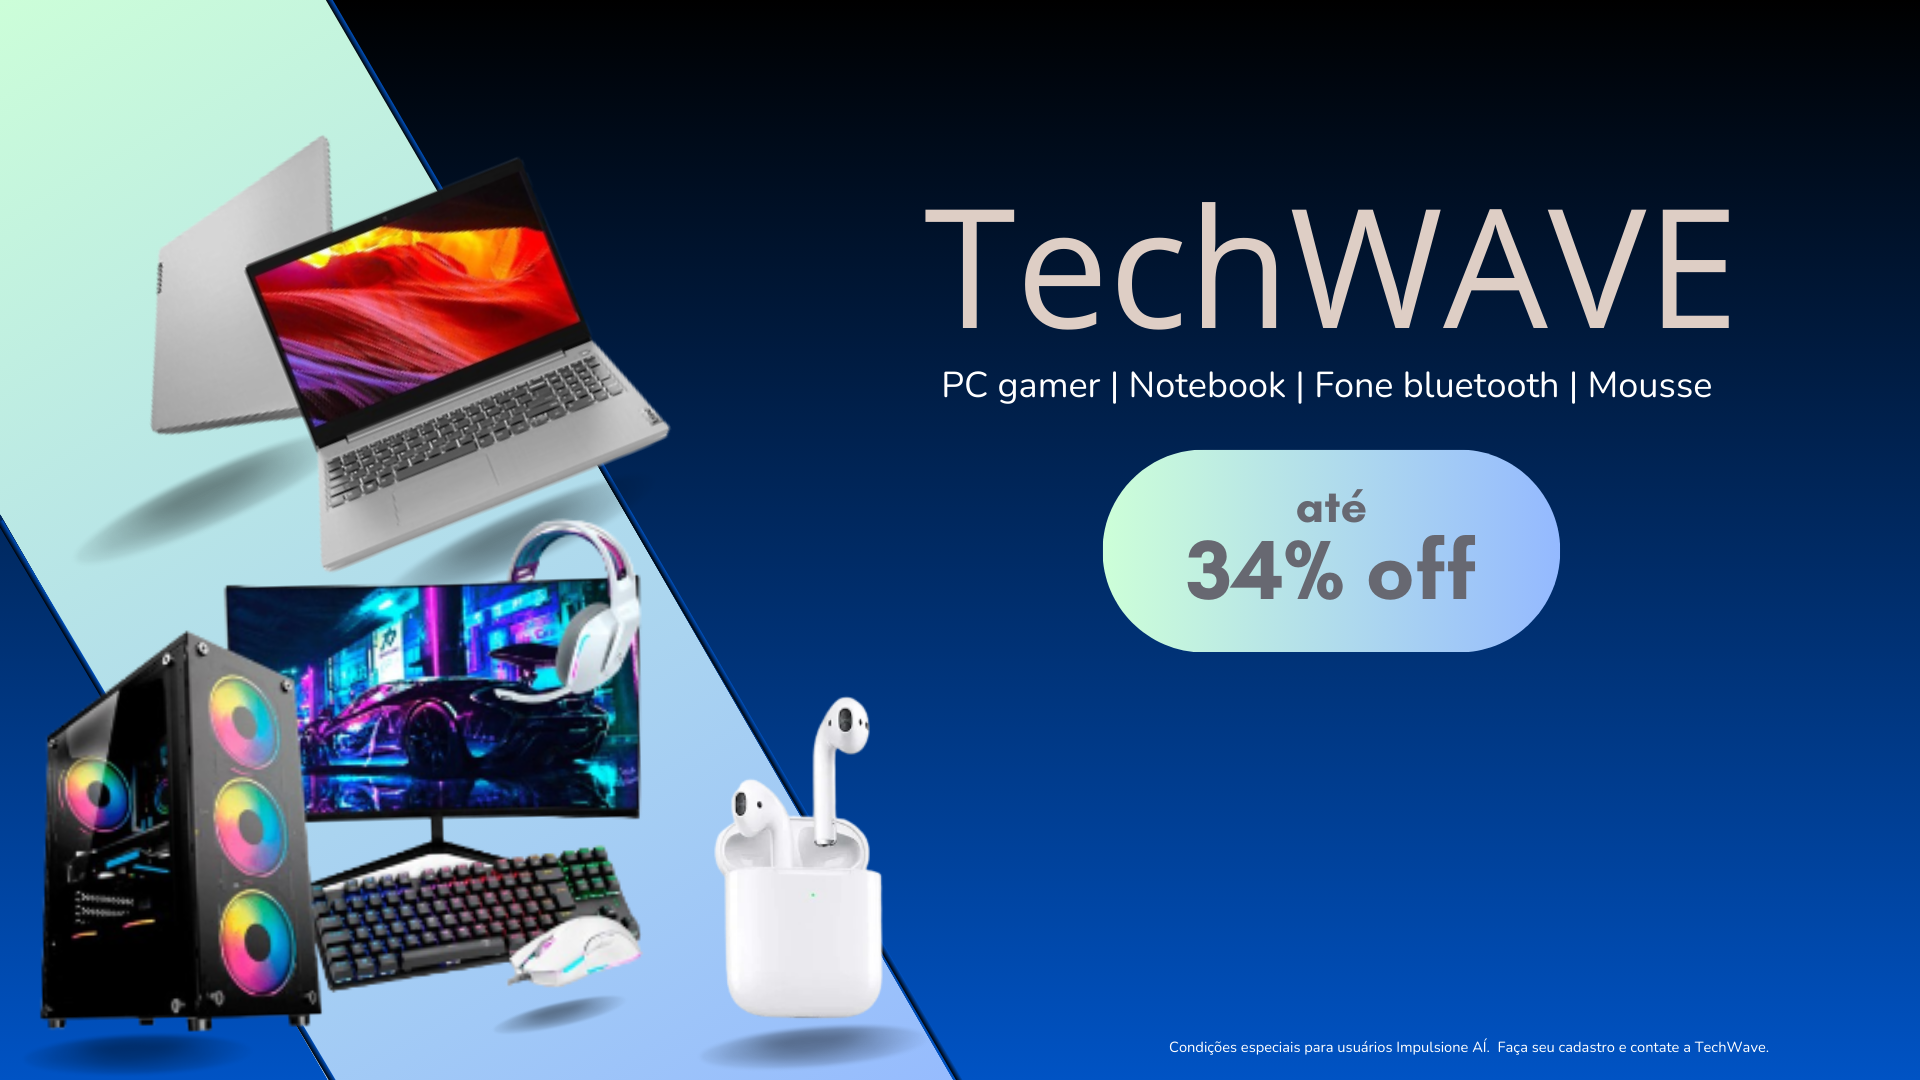 TechWAVE
PC gamer | Notebook | Fone bluetooth | Mousse
até
34% off
Condições especiais para usuários Impulsione AÍ.  Faça seu cadastro e contate a TechWave.